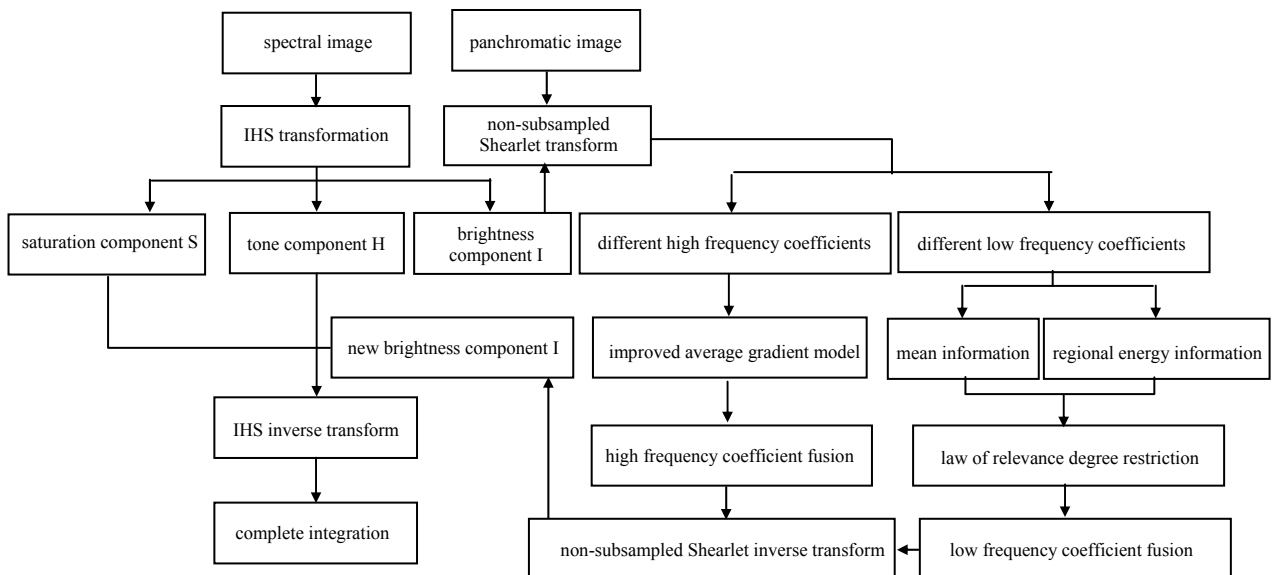 spectral image
panchromatic image
IHS transformation
non-subsampled
Shearlet transform
saturation component S
tone component H
brightness
component I
different high frequency coefficients
different low frequency coefficients
new brightness component I
improved average gradient model
mean information
regional energy information
IHS inverse transform
high frequency coefficient fusion
law of relevance degree restriction
complete integration
non-subsampled Shearlet inverse transform
low frequency coefficient fusion